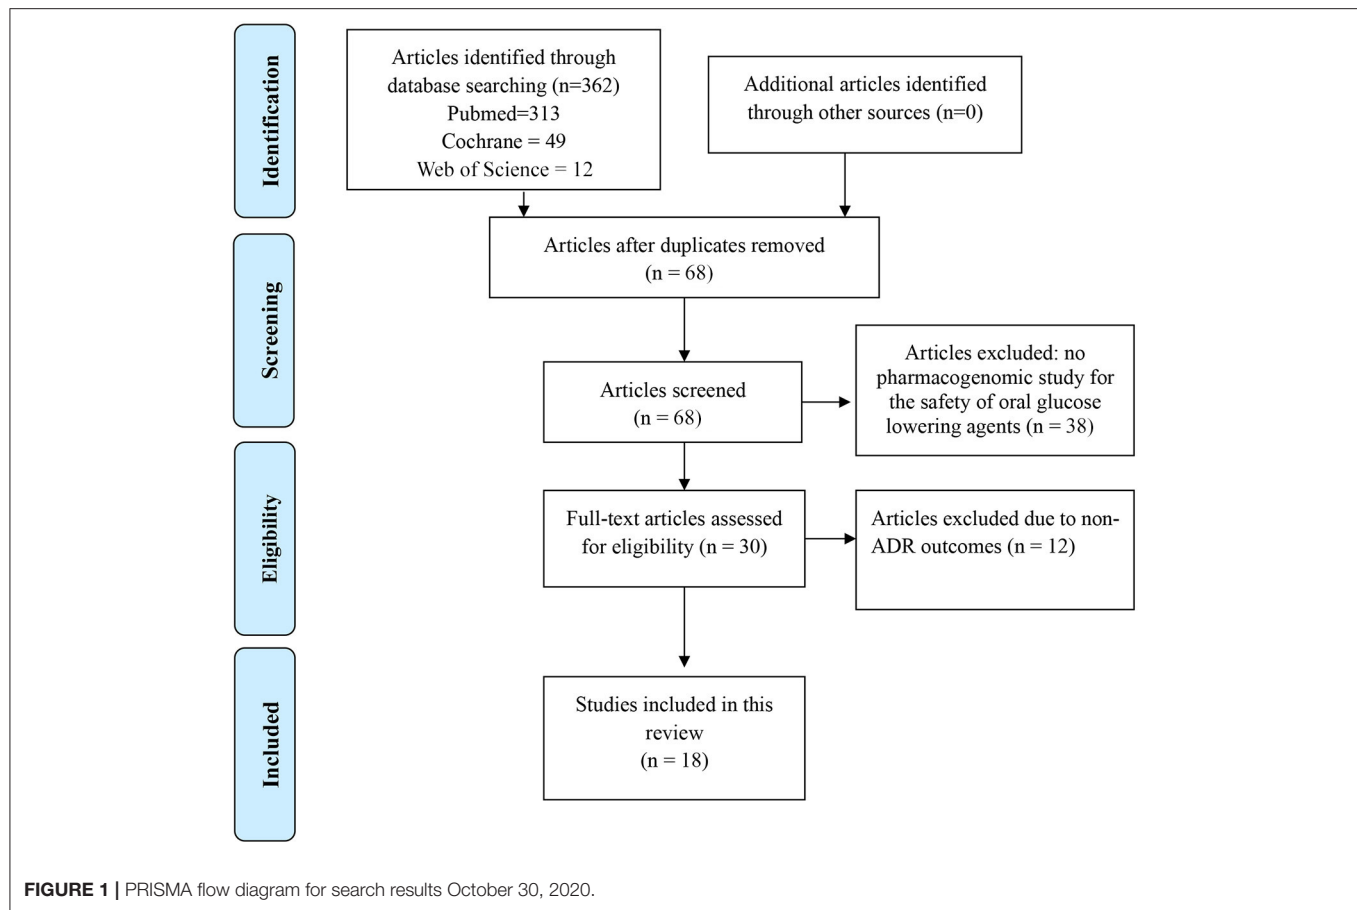 Identification
Articles identified through
database searching (n=362)
Pubmed=313
Cochrane = 49
Web of Science = 12
Additional articles identified
through other sources (n=0)
Screening
Articles after duplicates removed
(n = 68)
Articles screened
(n = 68)
Articles excluded: no
pharmacogenomic study for
the safety of oral glucose
lowering agents (n = 38)
Eligibility
Full-text articles assessed
for eligibility (n = 30)
Articles excluded due to non-
ADR outcomes (n = 12)
Included
Studies included in this
review
(n = 18)
FIGURE 1 | PRISMA flow diagram for search results October 30, 2020.